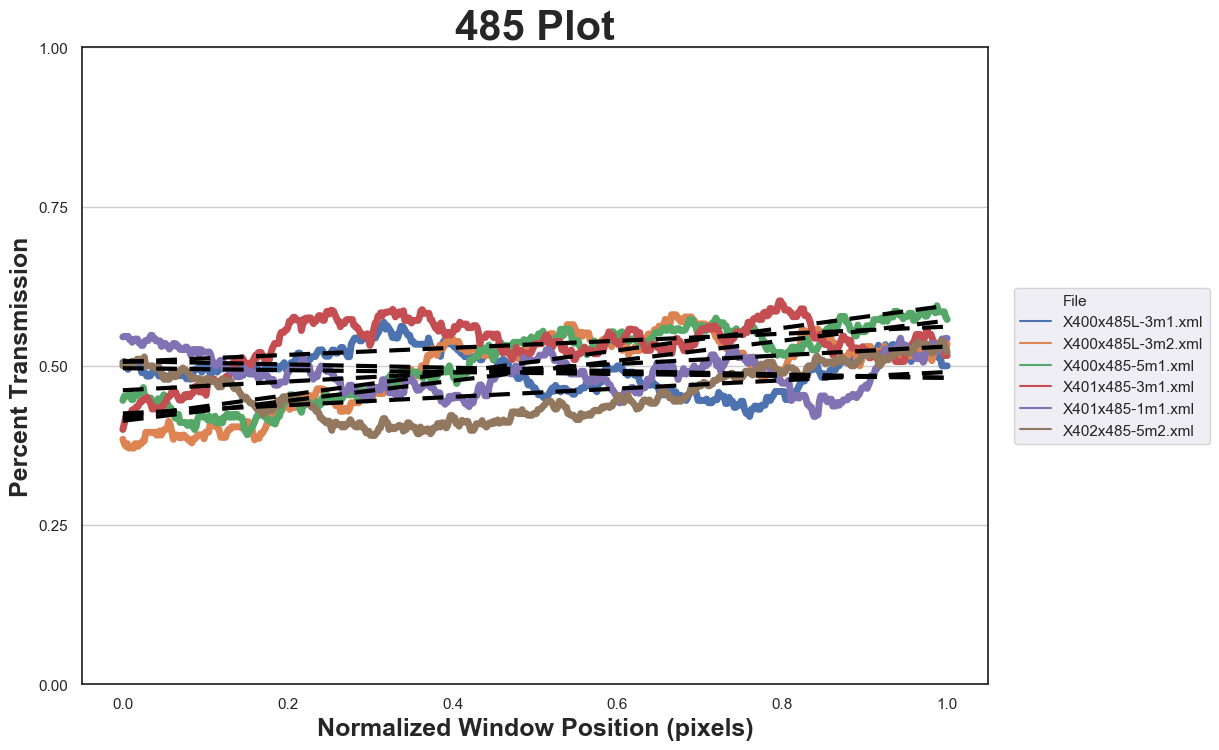 485 Plot
Percent Transmission
1.00
0.75
0.50
0.25
0.00
0.0 0.2 0.4 0.6 0.8 1.0
Normalized Window Position (pixels)
File
X400x485L-3m1.xml
X400x485L-3m2.xml
X400x485-5m1.xml
X401x485-3m1.xml
X401x485-1m1.xml
X402x485-5m2.xml